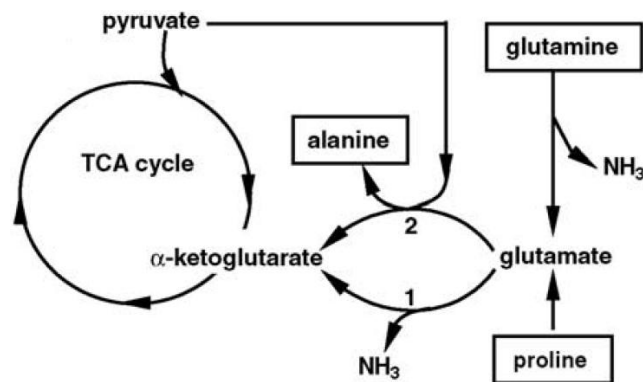 pyruvate
glutamine
alanine
TCA cycle
NH₃
2
α-ketoglutarate
glutamate
1
NH₃
proline